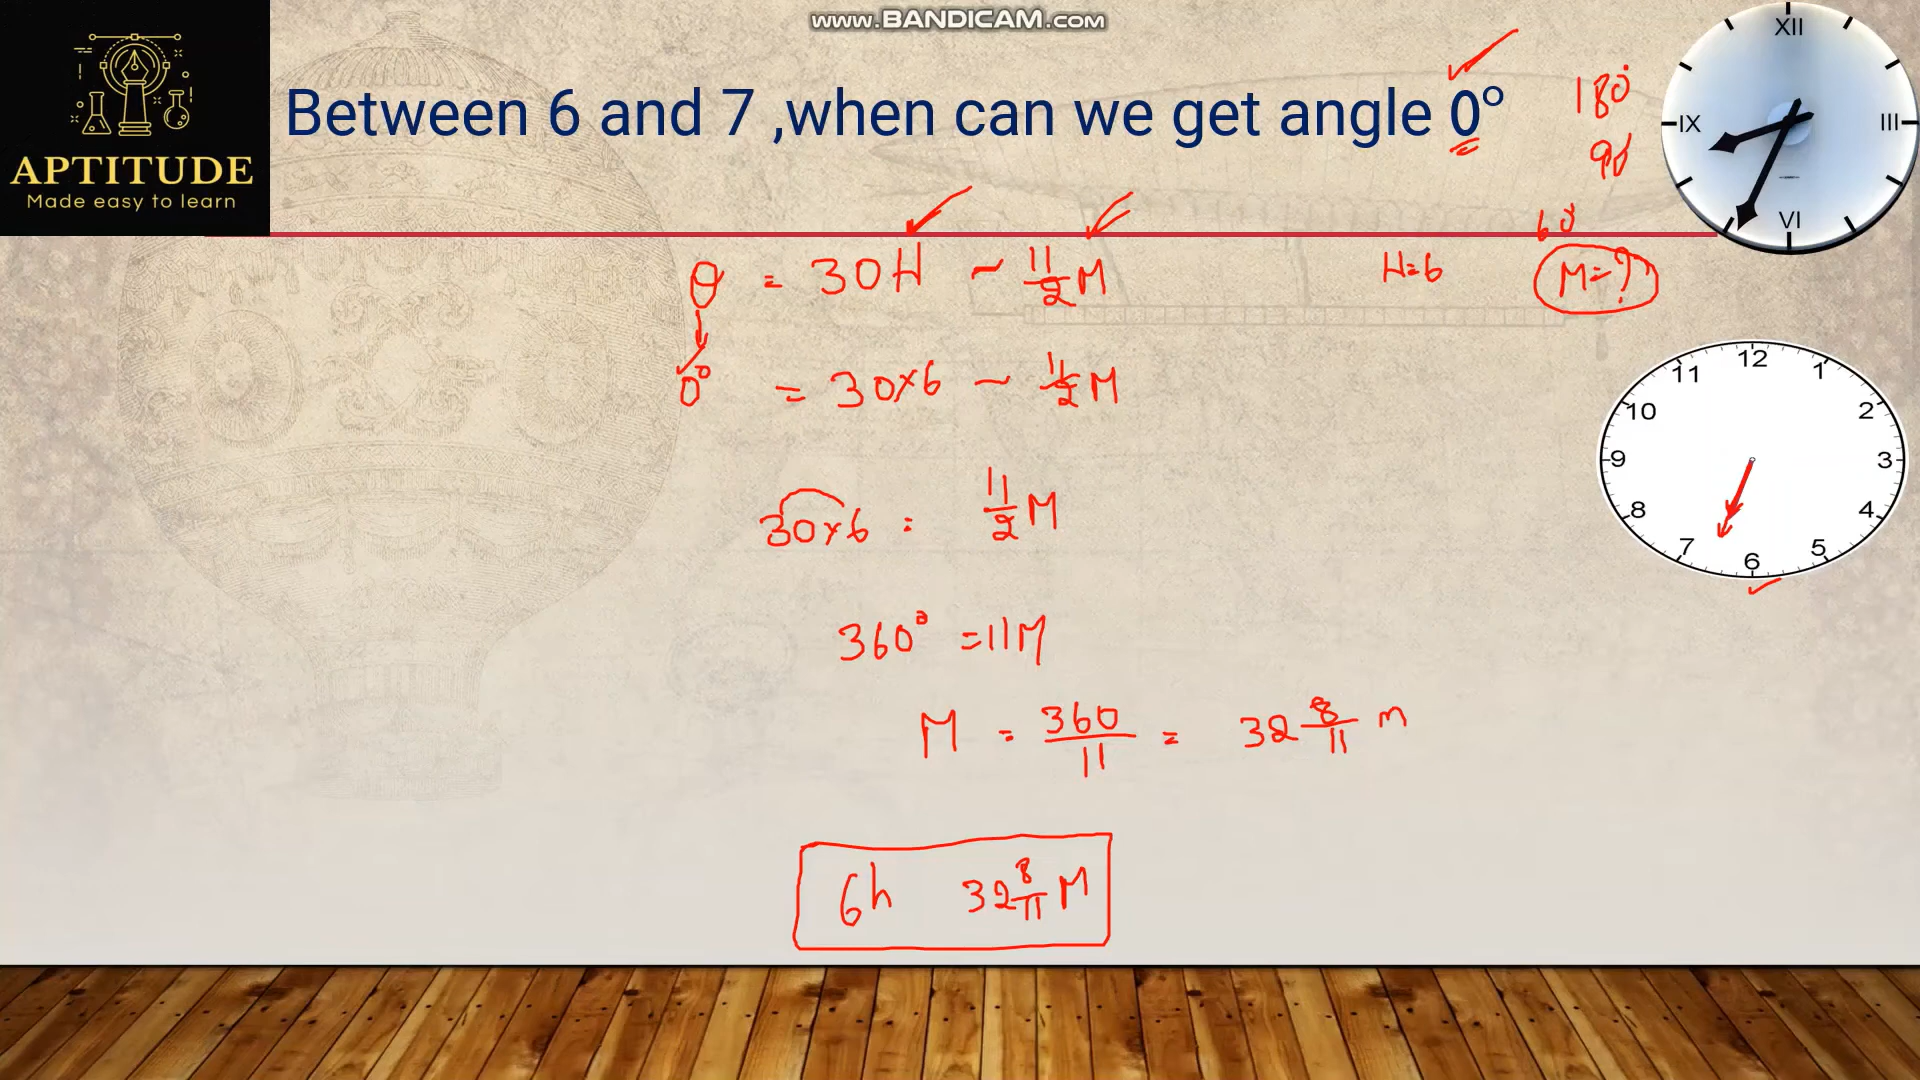 www.BANDICAM.com
APTITUDE
Made easy to learn
Between 6 and 7 ,when can we get angle 0°
180°
90
60
θ = 30H ~ 11/2 M
H=6
M=?
0° = 30×6 ~ 11/2 M
30×6 = 11/2 M
360° = 11M
M = 360/11 = 32 8/11 m
6h 32 8/11 M
XII
III
VI
IX
12
1
2
3
4
5
6
7
8
9
10
11